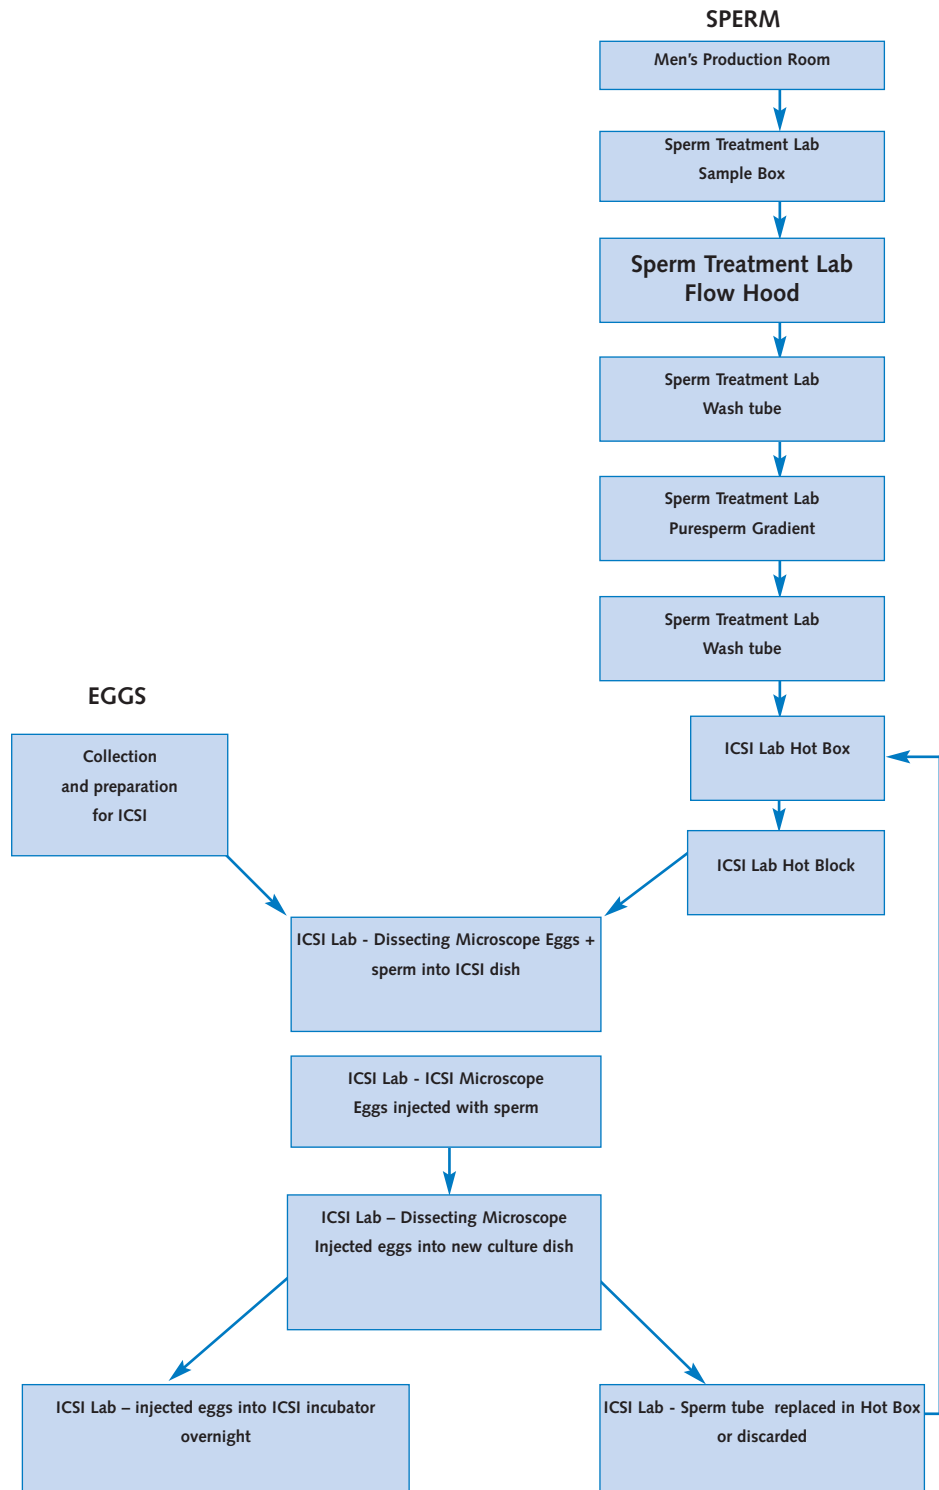 SPERM
Men's Production Room
Sperm Treatment Lab
Sample Box
Sperm Treatment Lab
Flow Hood
Sperm Treatment Lab
Wash tube
Sperm Treatment Lab
Puresperm Gradient
Sperm Treatment Lab
Wash tube
EGGS
Collection
and preparation
for ICSI
ICSI Lab Hot Box
ICSI Lab Hot Block
ICSI Lab - Dissecting Microscope Eggs +
sperm into ICSI dish
ICSI Lab - ICSI Microscope
Eggs injected with sperm
ICSI Lab – Dissecting Microscope
Injected eggs into new culture dish
ICSI Lab – injected eggs into ICSI incubator
overnight
ICSI Lab - Sperm tube  replaced in Hot Box
or discarded